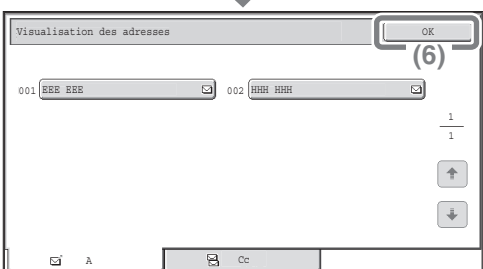 Visualisation des adresses OK
(6)
001 EEE EEE 002 HHH HHH
1
1
A Cc